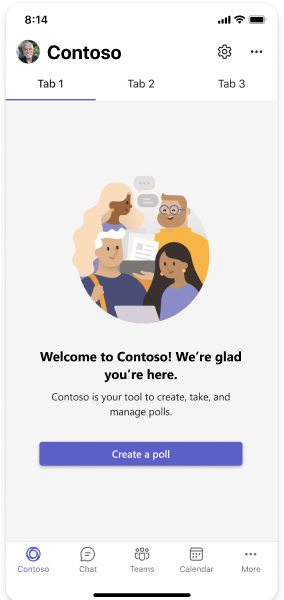 8:14
Contoso
Tab 1 Tab 2 Tab 3
Welcome to Contoso! We're glad
you're here.
Contoso is your tool to create, take, and
manage polls.
Create a poll
Contoso Chat Teams Calendar More